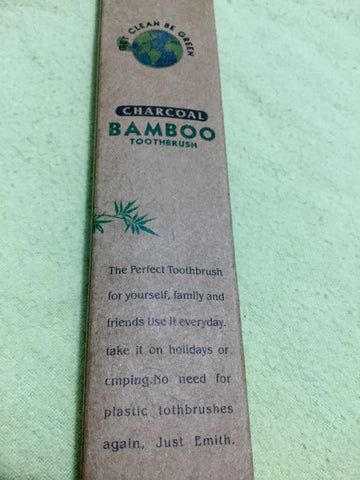 GET CLEAN BE GREEN
CHARCOAL
BAMBOO
TOOTHBRUSH
The Perfect Toothbrush
for yourself, family and
friends Use it everyday.
take it on holidays or
cmping.No need for
plastic tothbrushes
again, Just Emith.